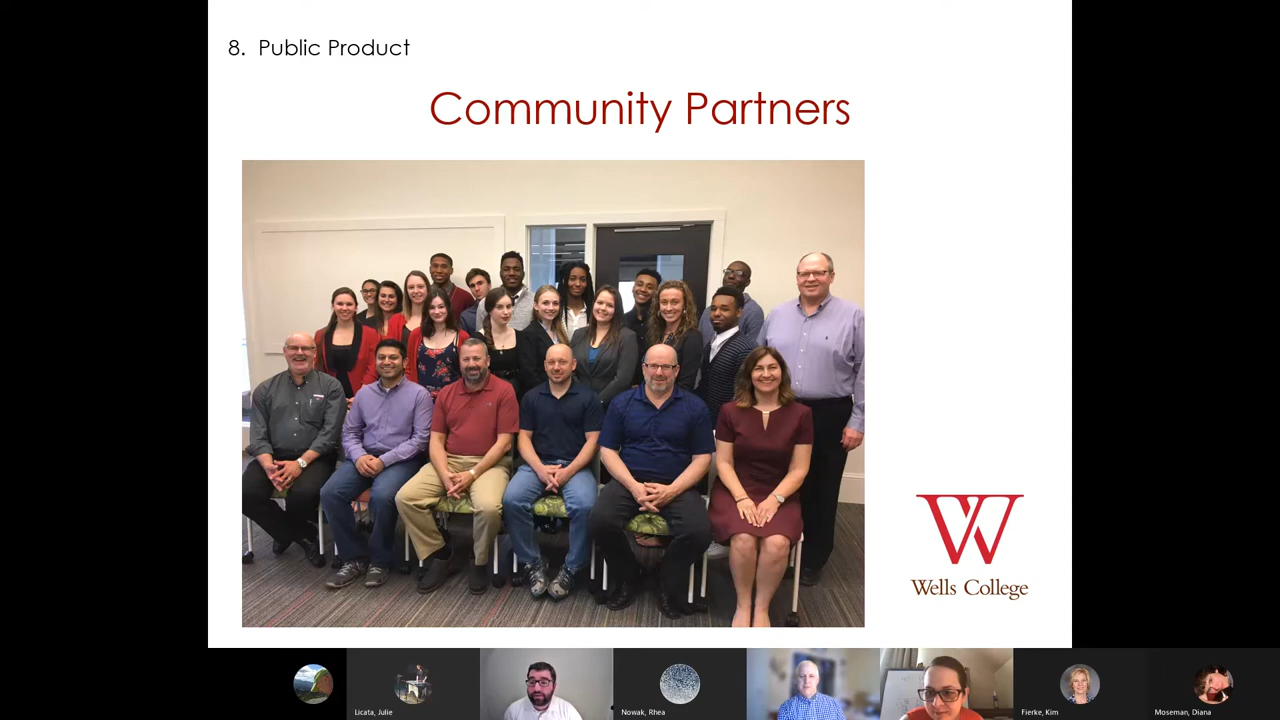 8. Public Product
Community Partners
W
Wells College
Licata, Julie
Nowak, Rhea
Fierke, Kim
Moseman, Diana